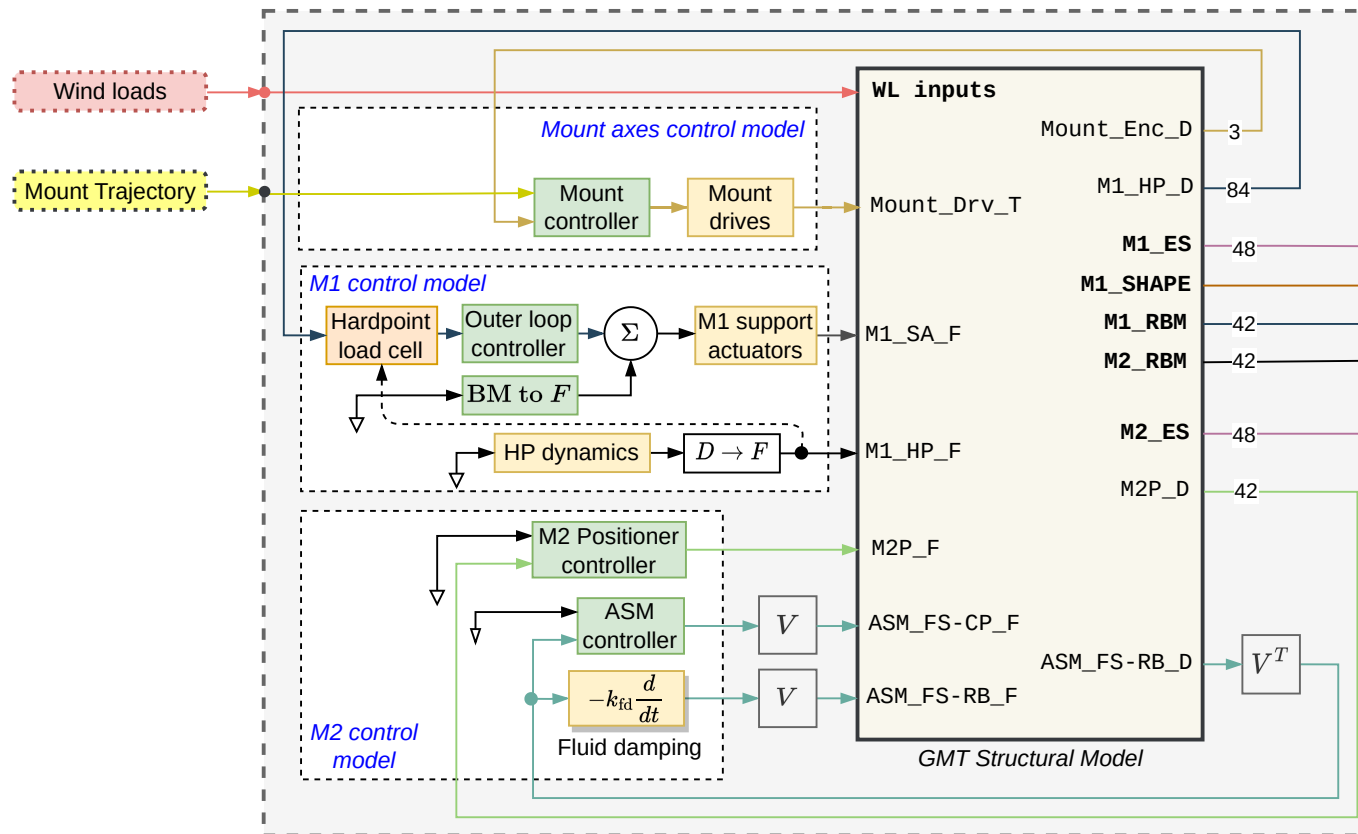 Wind loads
Mount Trajectory
Mount axes control model
Mount
controller
Mount
drives
M1 control model
Hardpoint
load cell
Outer loop
controller
Σ
M1 support
actuators
BM to F
HP dynamics
D → F
M2 Positioner
controller
ASM
controller
V
−k_fd d/dt
V
Fluid damping
M2 control
model
WL inputs
Mount_Drv_T
M1_SA_F
M1_HP_F
M2P_F
ASM_FS-CP_F
ASM_FS-RB_F
Mount_Enc_D
3
M1_HP_D
84
M1_ES
48
M1_SHAPE
M1_RBM
42
M2_RBM
42
M2_ES
48
M2P_D
42
ASM_FS-RB_D
V^T
GMT Structural Model